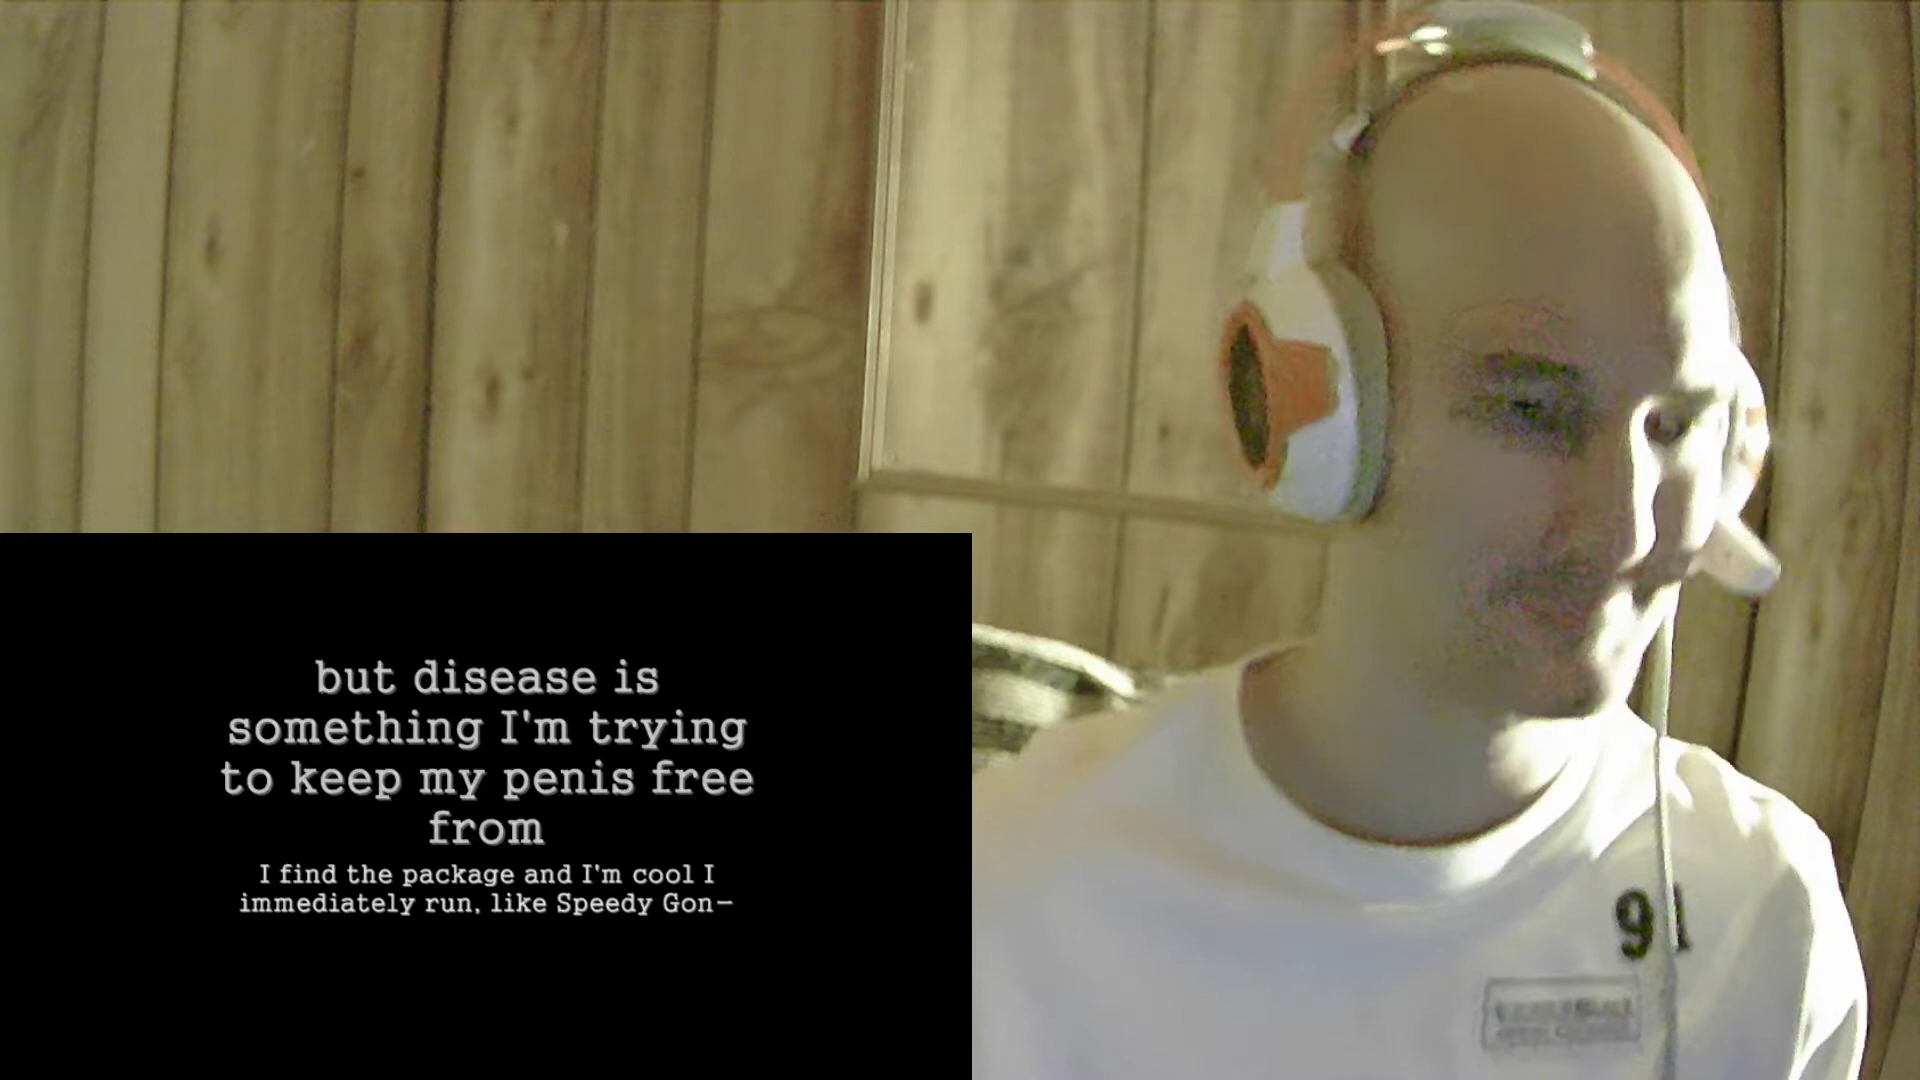 but disease is
something I'm trying
to keep my penis free
from
I find the package and I'm cool I
immediately run, like Speedy Gon—
91